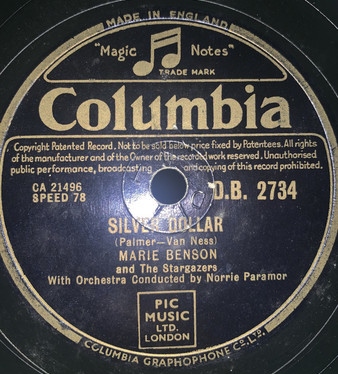 MADE IN ENGLAND
"Magic Notes"
TRADE MARK
Columbia
Copyright Patented Record. Not to be sold below price fixed by Patentees. All rights
of the manufacturer and of the Owner of the recorded work reserved. Unauthorised
public performance, broadcasting and copying of this record prohibited.
CA 21496
SPEED 78
D.B. 2734
SILVER DOLLAR
(Palmer—Van Ness)
MARIE BENSON
and The Stargazers
With Orchestra Conducted by Norrie Paramor
PIC
MUSIC
LTD.
LONDON
COLUMBIA GRAPHOPHONE CO. LTD.